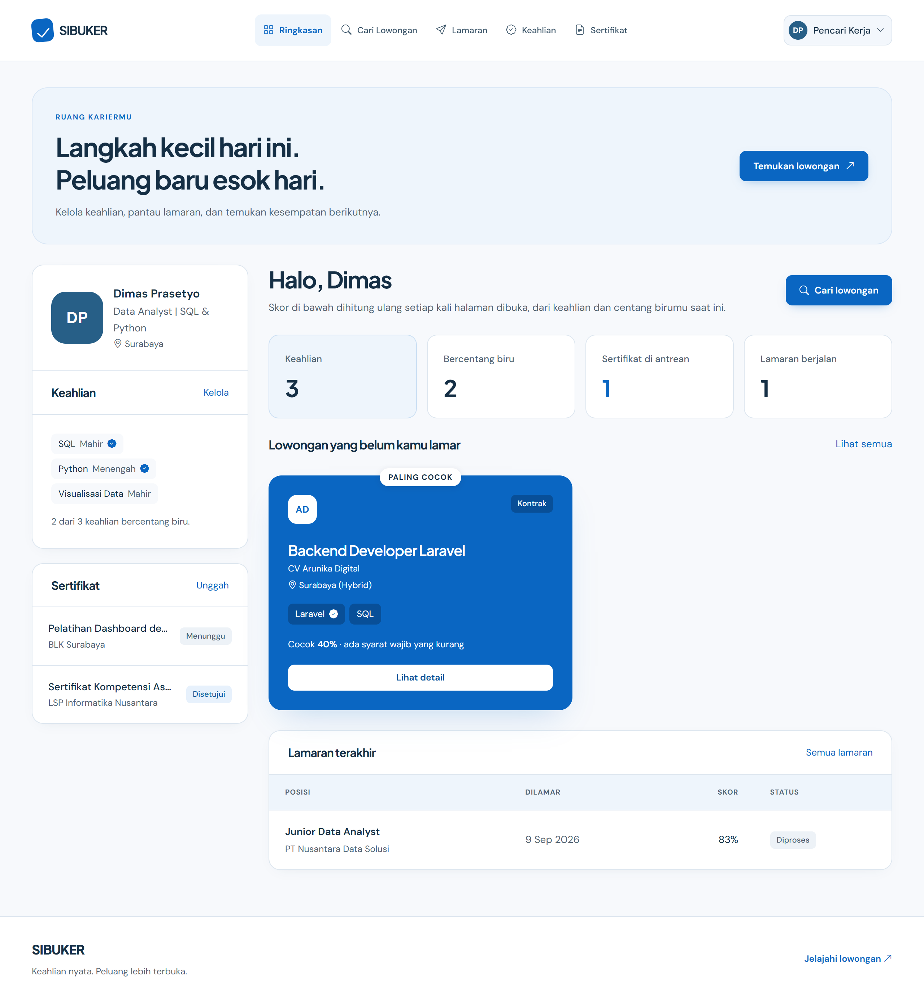 SIBUKER
Ringkasan
Cari Lowongan
Lamaran
Keahlian
Sertifikat
DP
Pencari Kerja
RUANG KARIERMU
Langkah kecil hari ini.
Peluang baru esok hari.
Kelola keahlian, pantau lamaran, dan temukan kesempatan berikutnya.
Temukan lowongan
DP
Dimas Prasetyo
Data Analyst | SQL &
Python
Surabaya
Keahlian
Kelola
SQL Mahir
Python Menengah
Visualisasi Data Mahir
2 dari 3 keahlian bercentang biru.
Sertifikat
Unggah
Pelatihan Dashboard de...
BLK Surabaya
Menunggu
Sertifikat Kompetensi As...
LSP Informatika Nusantara
Disetujui
Halo, Dimas
Skor di bawah dihitung ulang setiap kali halaman dibuka, dari keahlian dan centang birumu saat ini.
Cari lowongan
Keahlian
3
Bercentang biru
2
Sertifikat di antrean
1
Lamaran berjalan
1
Lowongan yang belum kamu lamar
Lihat semua
PALING COCOK
AD
Kontrak
Backend Developer Laravel
CV Arunika Digital
Surabaya (Hybrid)
Laravel
SQL
Cocok 40% · ada syarat wajib yang kurang
Lihat detail
Lamaran terakhir
Semua lamaran
POSISI DILAMAR SKOR STATUS
Junior Data Analyst
PT Nusantara Data Solusi
9 Sep 2026
83%
Diproses
SIBUKER
Keahlian nyata. Peluang lebih terbuka.
Jelajahi lowongan